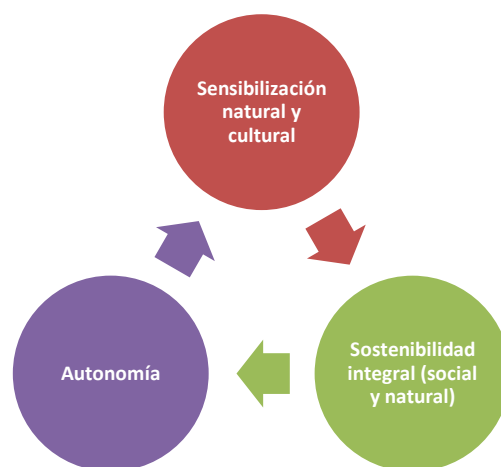 Sensibilización
natural y
cultural
Autonomía
Sostenibilidad
integral (social
y natural)